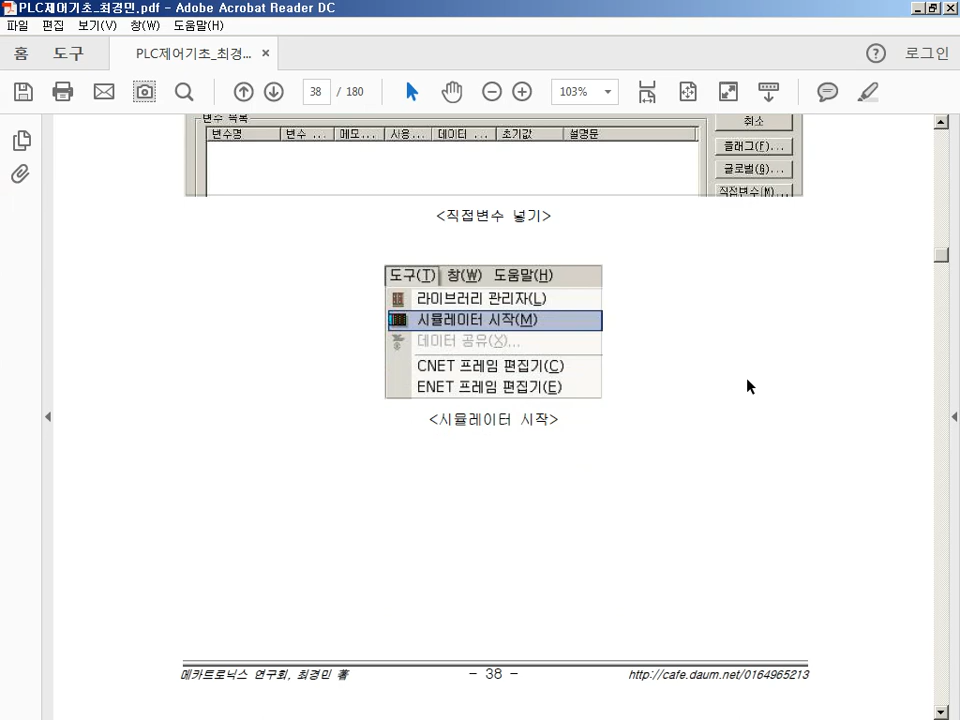 PLC제어기초_최경민.pdf - Adobe Acrobat Reader DC
파일 편집 보기(V) 창(W) 도움말(H)
홈 도구 PLC제어기초_최경... × 로그인
38 / 180 103%
변수 목록 취소
변수명 변수 ... 메모... 사용... 데이터 ... 초기값 설명문
플래그(F)...
글로벌(G)...
직접변수(M)...
<직접변수 넣기>
도구(T) 창(W) 도움말(H)
라이브러리 관리자(L)
시뮬레이터 시작(M)
데이터 공유(X)...
CNET 프레임 편집기(C)
ENET 프레임 편집기(E)
<시뮬레이터 시작>
메카트로닉스 연구회, 최경민 著 - 38 - http://cafe.daum.net/0164965213